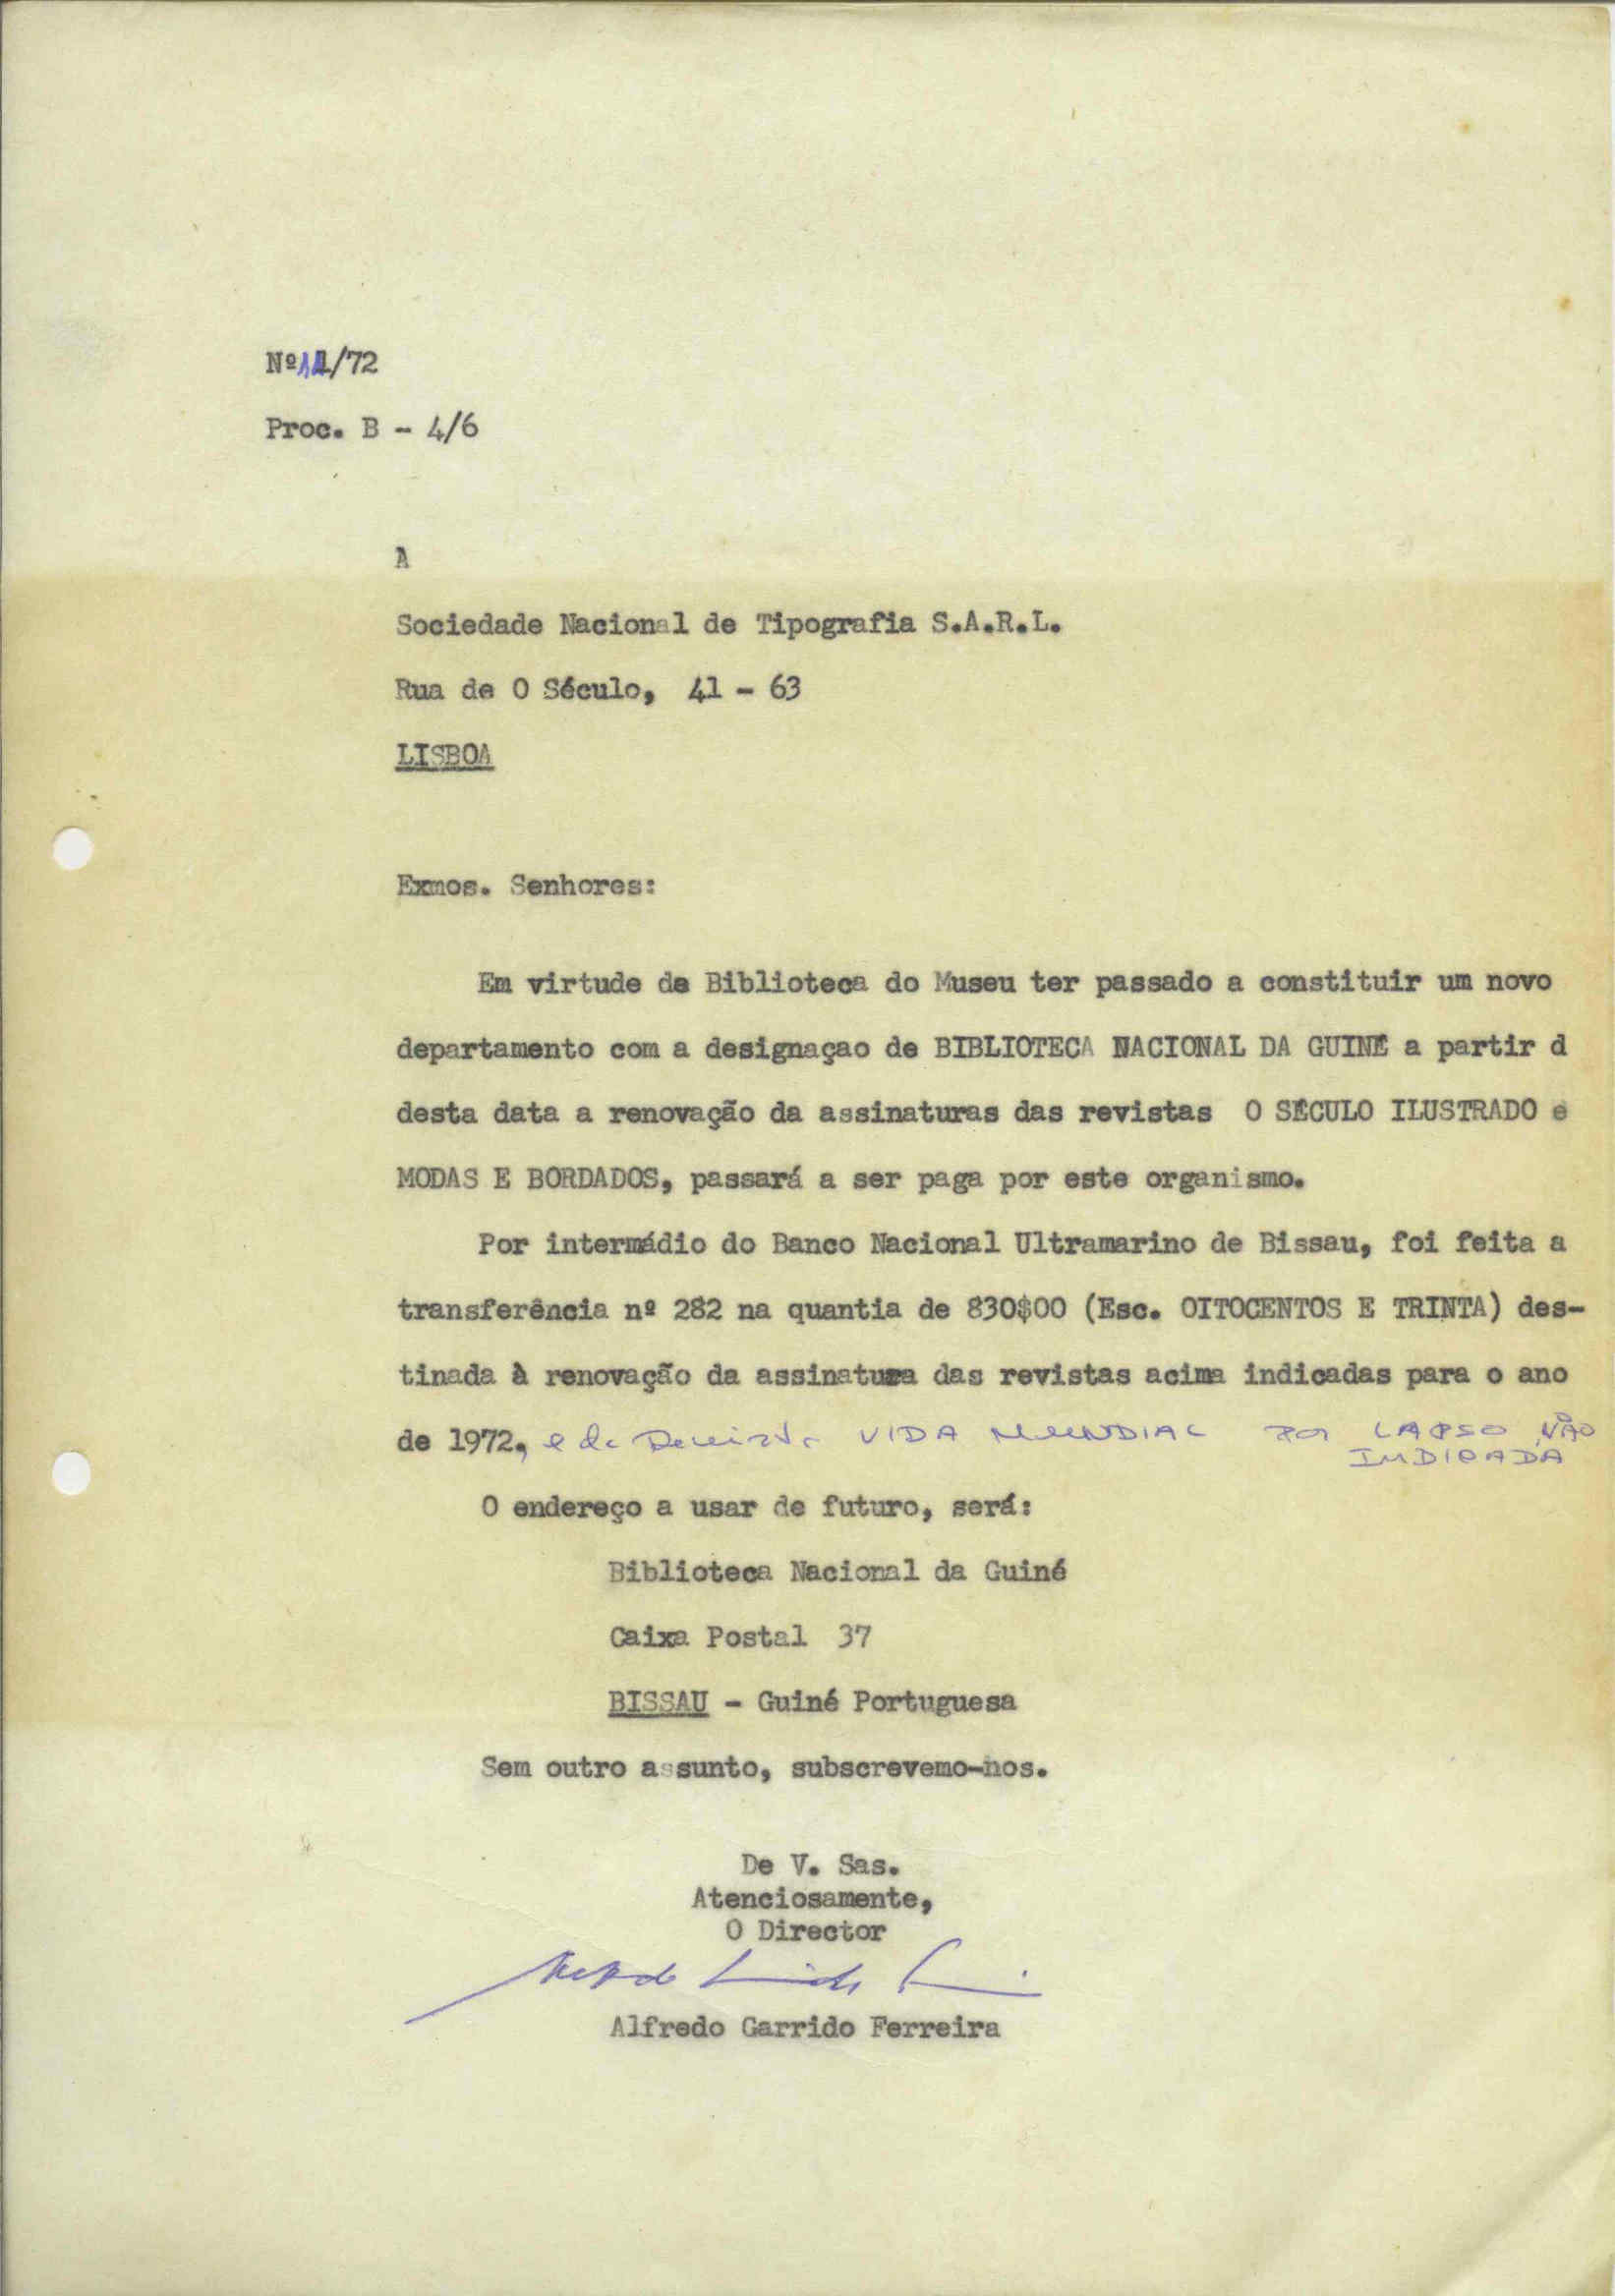 Nº 11/72
Proc. B - 4/6
A
Sociedade Nacional de Tipografia S.A.R.L.
Rua de O Século, 41 - 63
LISBOA
Exmos. Senhores:
Em virtude da Biblioteca do Museu ter passado a constituir um novo
departamento com a designaçao de BIBLIOTECA NACIONAL DA GUINÉ a partir d
desta data a renovação da assinaturas das revistas O SÉCULO ILUSTRADO e
MODAS E BORDADOS, passará a ser paga por este organismo.
Por intermádio do Banco Nacional Ultramarino de Bissau, foi feita a
transferência nº 282 na quantia de 830$00 (Esc. OITOCENTOS E TRINTA) des-
tinada à renovação da assinatura das revistas acima indicadas para o ano
de 1972, e da Revista VIDA MUNDIAL POR LAPSO NÃO
INDICADA
O endereço a usar de futuro, será:
Biblioteca Nacional da Guiné
Caixa Postal 37
BISSAU - Guiné Portuguesa
Sem outro assunto, subscrevemo-nos.
De V. Sas.
Atenciosamente,
O Director
Alfredo Garrido Ferreira